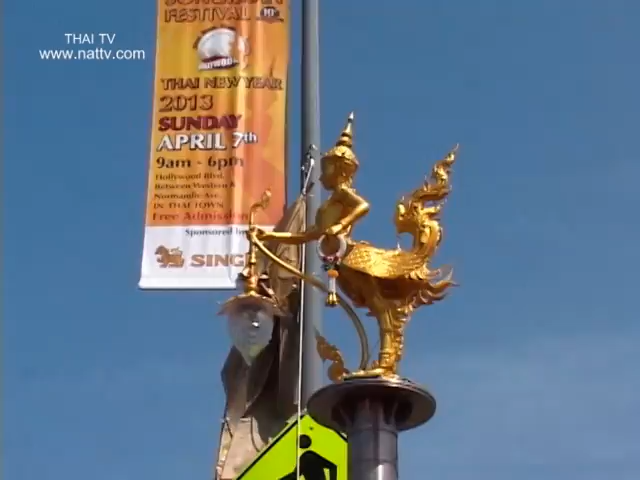 THAI TV
www.nattv.com
FESTIVAL
THAI NEW YEAR
2013
SUNDAY
APRIL 7th
9am - 6pm
Hollywood Blvd.
Between Western &
Normandie Ave.
IN THAI TOWN
Free Admission
Sponsored by